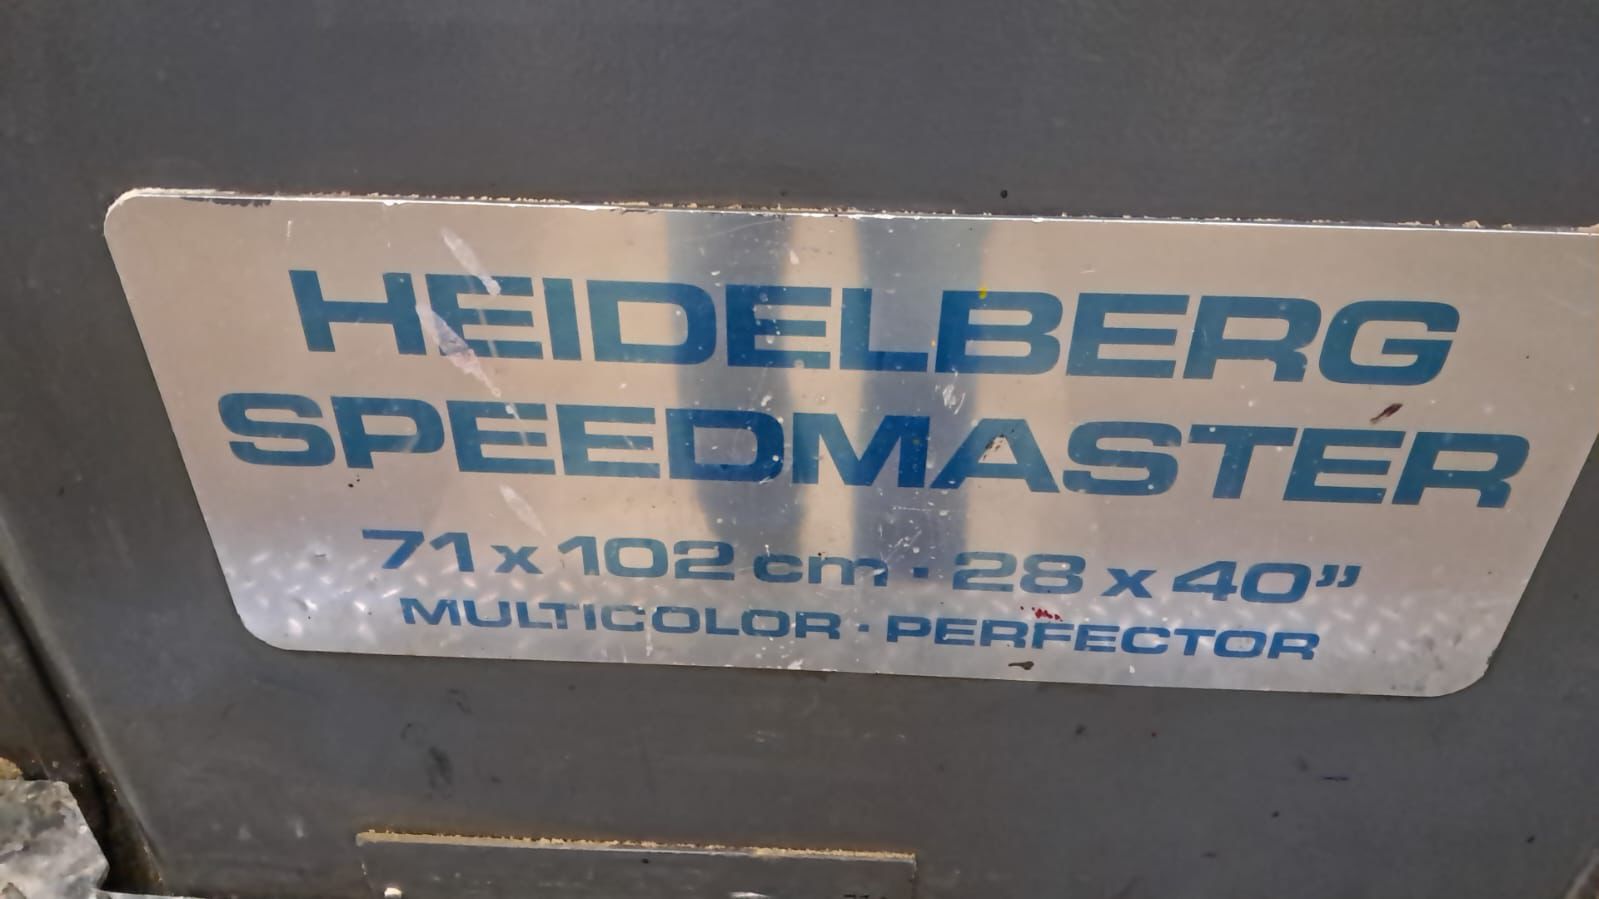 HEIDELBERG
SPEEDMASTER
71 x 102 cm · 28 x 40”
MULTICOLOR · PERFECTOR